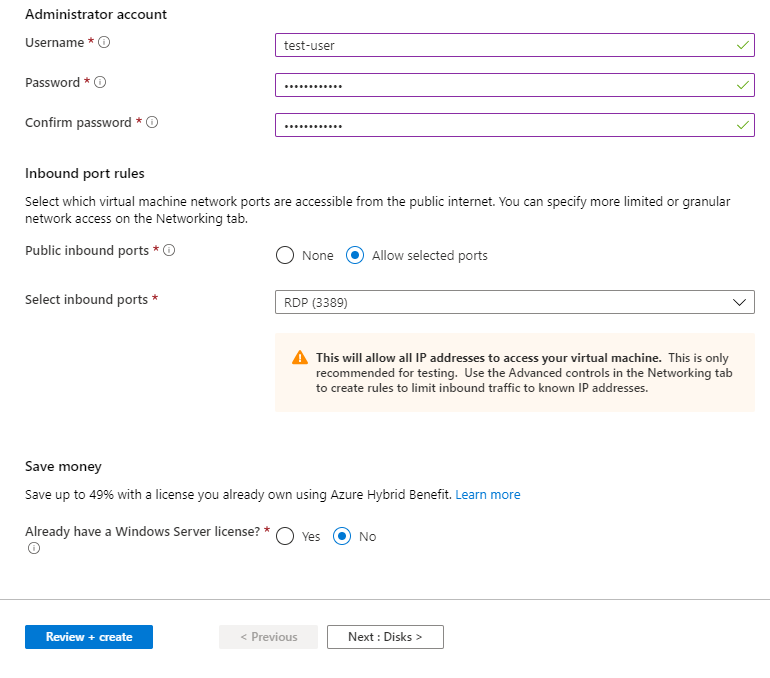 Administrator account
Username *
test-user
Password *
••••••••••••
Confirm password *
••••••••••••
Inbound port rules
Select which virtual machine network ports are accessible from the public internet. You can specify more limited or granular
network access on the Networking tab.
Public inbound ports *
None Allow selected ports
Select inbound ports *
RDP (3389)
This will allow all IP addresses to access your virtual machine. This is only
recommended for testing. Use the Advanced controls in the Networking tab
to create rules to limit inbound traffic to known IP addresses.
Save money
Save up to 49% with a license you already own using Azure Hybrid Benefit. Learn more
Already have a Windows Server license? *
Yes No
Review + create
< Previous
Next : Disks >